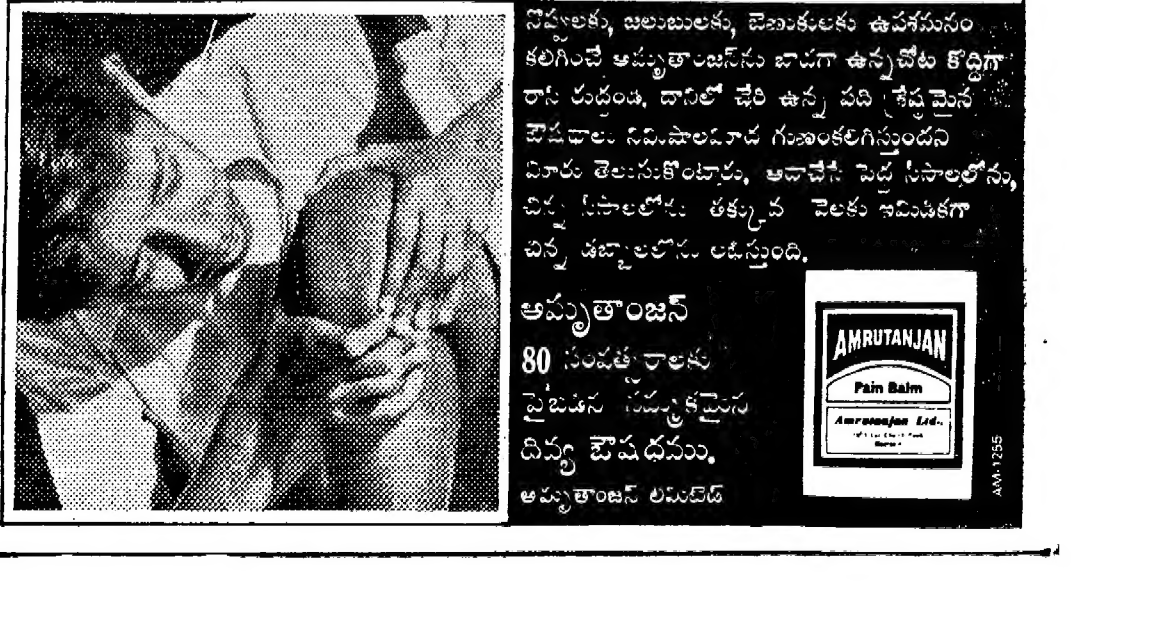 నొప్పులకు, జలుబులకు, బెణుకులకు ఉపశమనం
కలిగించే అమృతాంజన్‌ను బాధగా ఉన్నచోట కొద్దిగా
రాసి రుద్దండి. దానిలో చేరి ఉన్న పది శ్రేష్ఠమైన
ఔషధాలు నిమిషాలమీద గుణంకలిగిస్తుందని
మీరు తెలుసుకొంటారు. ఆదాచేసే పెద్ద సీసాలలోను,
చిన్న సీసాలలోను తక్కువ వెలకు ఇమిడికగా
చిన్న డబ్బాలలోను లభిస్తుంది.
అమృతాంజన్
80 సంవత్సరాలకు
పైబడిన నమ్మకమైన
దివ్య ఔషధము.
అమృతాంజన్ లిమిటెడ్
AMRUTANJAN
Pain Balm
Amrutanjan Ltd.,
AM-1255